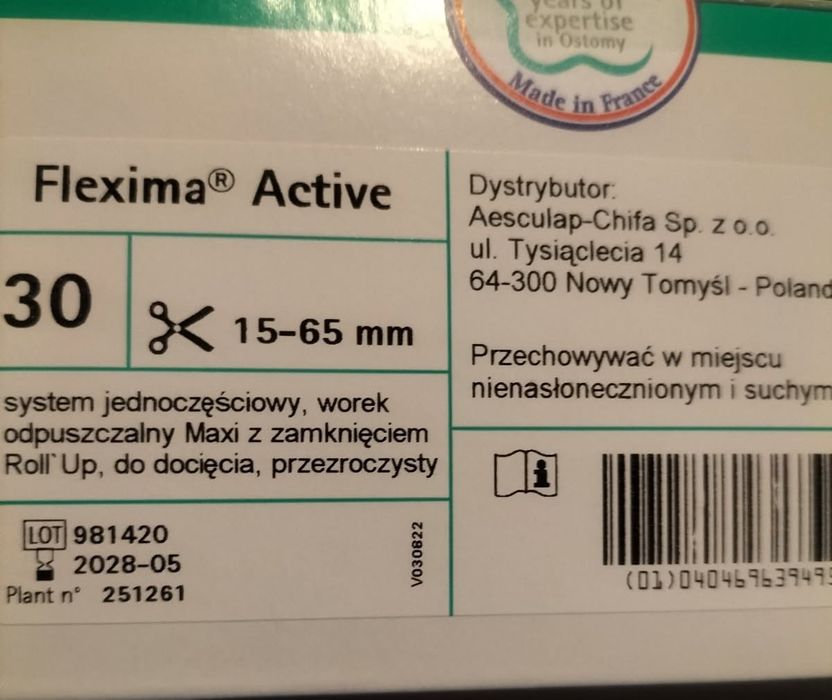 years of
expertise
in Ostomy
Made in France
Flexima® Active
30
15-65 mm
system jednoczęściowy, worek
odpuszczalny Maxi z zamknięciem
Roll`Up, do docięcia, przezroczysty
LOT 981420
2028-05
Plant n° 251261
V030822
Dystrybutor:
Aesculap-Chifa Sp. z o.o.
ul. Tysiąclecia 14
64-300 Nowy Tomyśl - Poland
Przechowywać w miejscu
nienasłonecznionym i suchym
(01)0404696394